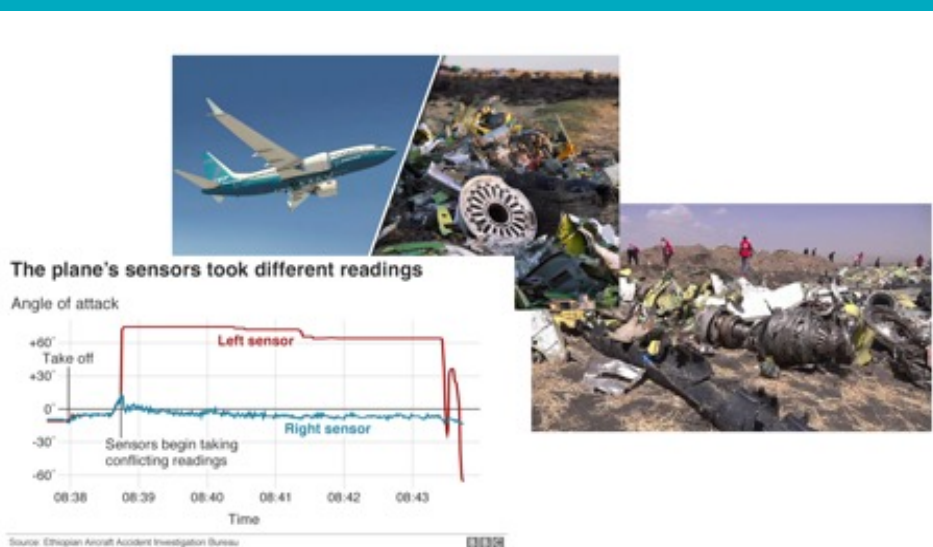 The plane's sensors took different readings
Angle of attack
+60°
Left sensor
Take off
+30°
0°
Right sensor
-30°
Sensors begin taking
conflicting readings
-60°
08:38 08:39 08:40 08:41 08:42 08:43
Time
Source: Ethiopian Aircraft Accident Investigation Bureau
BBC